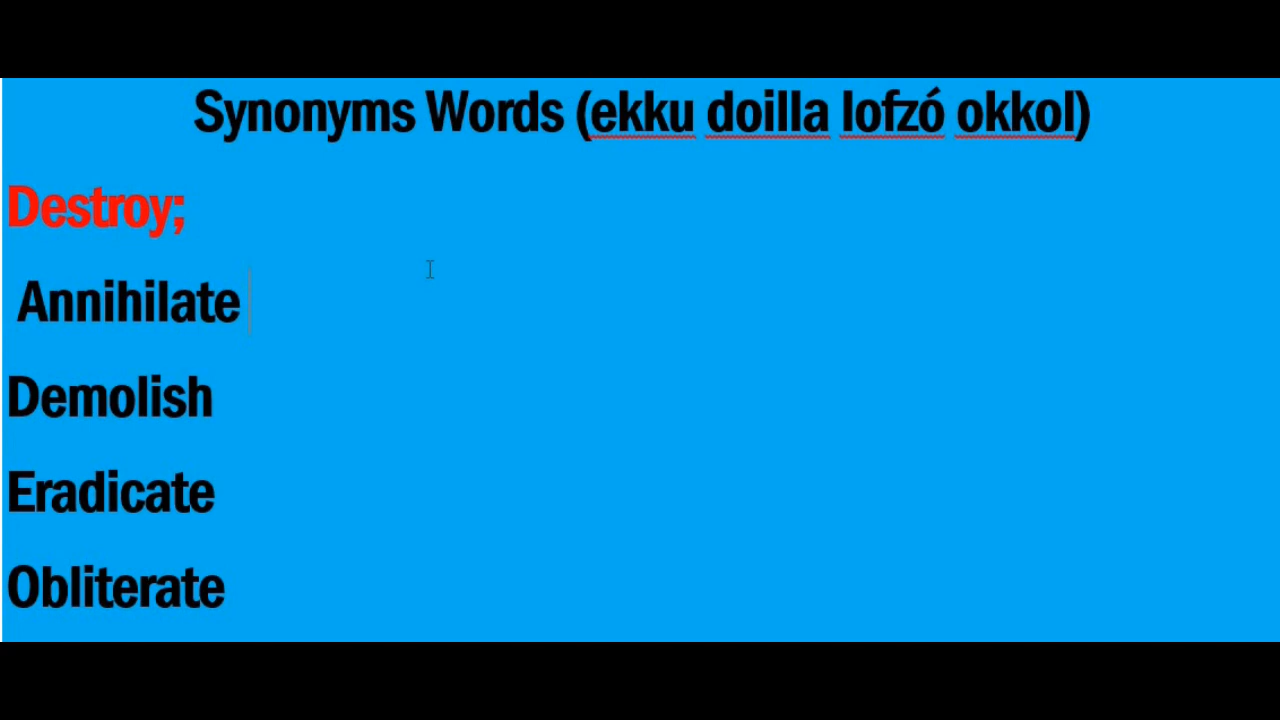 Synonyms Words (ekku doilla lofzó okkol)
Destroy;
Annihilate
Demolish
Eradicate
Obliterate